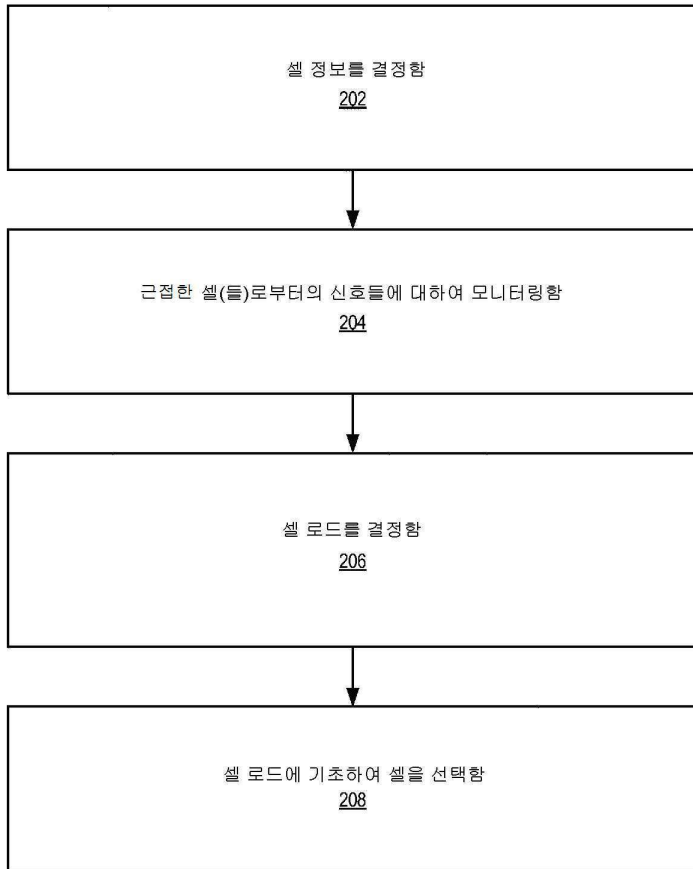 셀 정보를 결정함
202
근접한 셀(들)로부터의 신호들에 대하여 모니터링함
204
셀 로드를 결정함
206
셀 로드에 기초하여 셀을 선택함
208